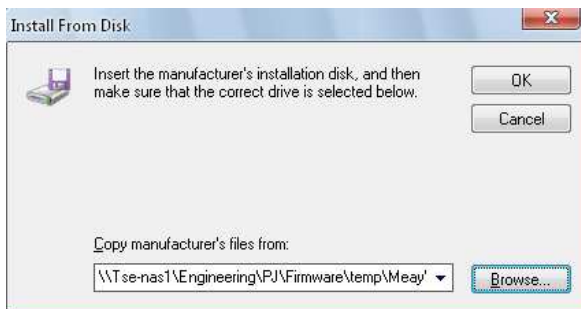 Install From Disk
Insert the manufacturer's installation disk, and then
make sure that the correct drive is selected below.
OK
Cancel
Copy manufacturer's files from:
\\Tse-nas1\Engineering\PJ\Firmware\temp\Meay'
Browse...